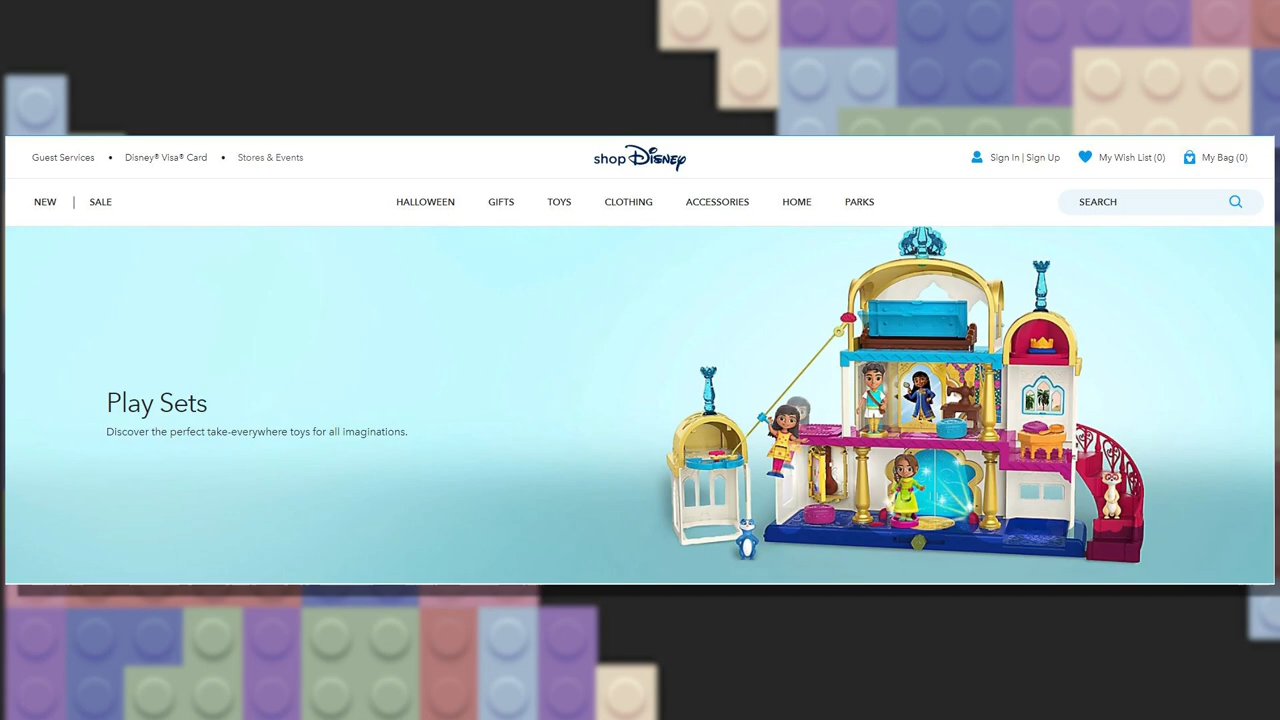 Guest Services • Disney® Visa® Card • Stores & Events
shop Disney
Sign In | Sign Up
My Wish List (0)
My Bag (0)
NEW | SALE
HALLOWEEN GIFTS TOYS CLOTHING ACCESSORIES HOME PARKS
SEARCH
Play Sets
Discover the perfect take-everywhere toys for all imaginations.